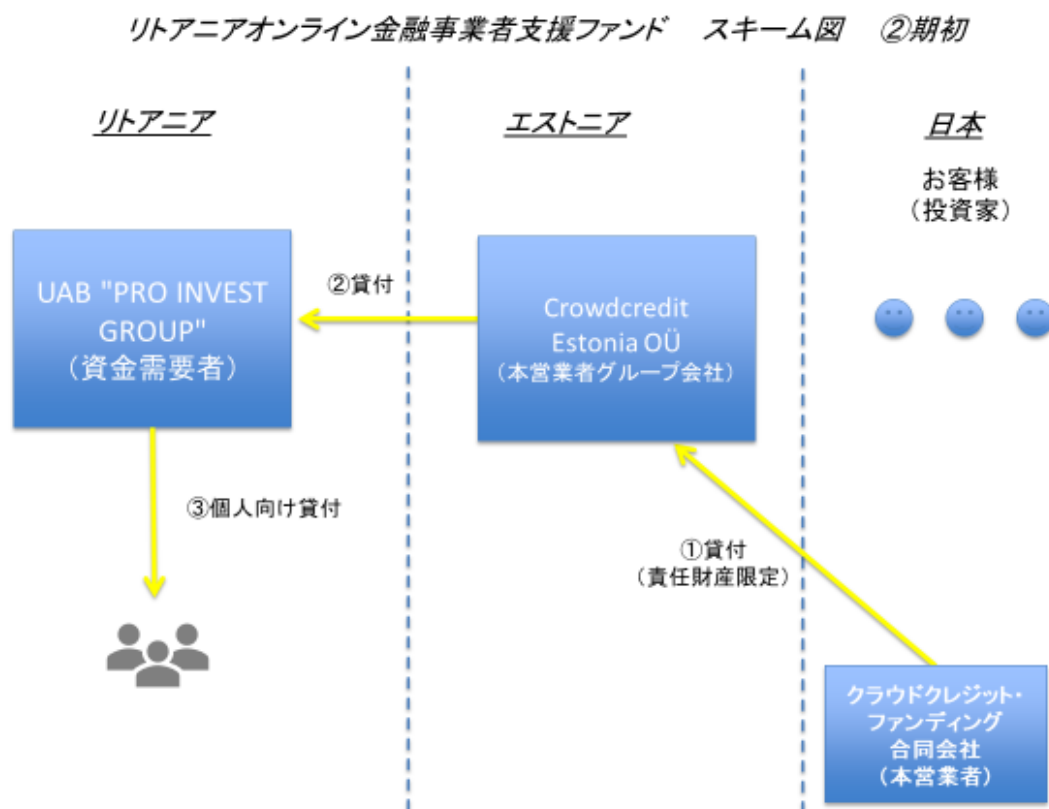 リトアニアオンライン金融事業者支援ファンド　スキーム図　②期初
リトアニア
エストニア
日本
お客様
（投資家）
UAB "PRO INVEST
GROUP"
（資金需要者）
②貸付
Crowdcredit
Estonia OÜ
（本営業者グループ会社）
③個人向け貸付
①貸付
（責任財産限定）
クラウドクレジット・
ファンディング
合同会社
（本営業者）